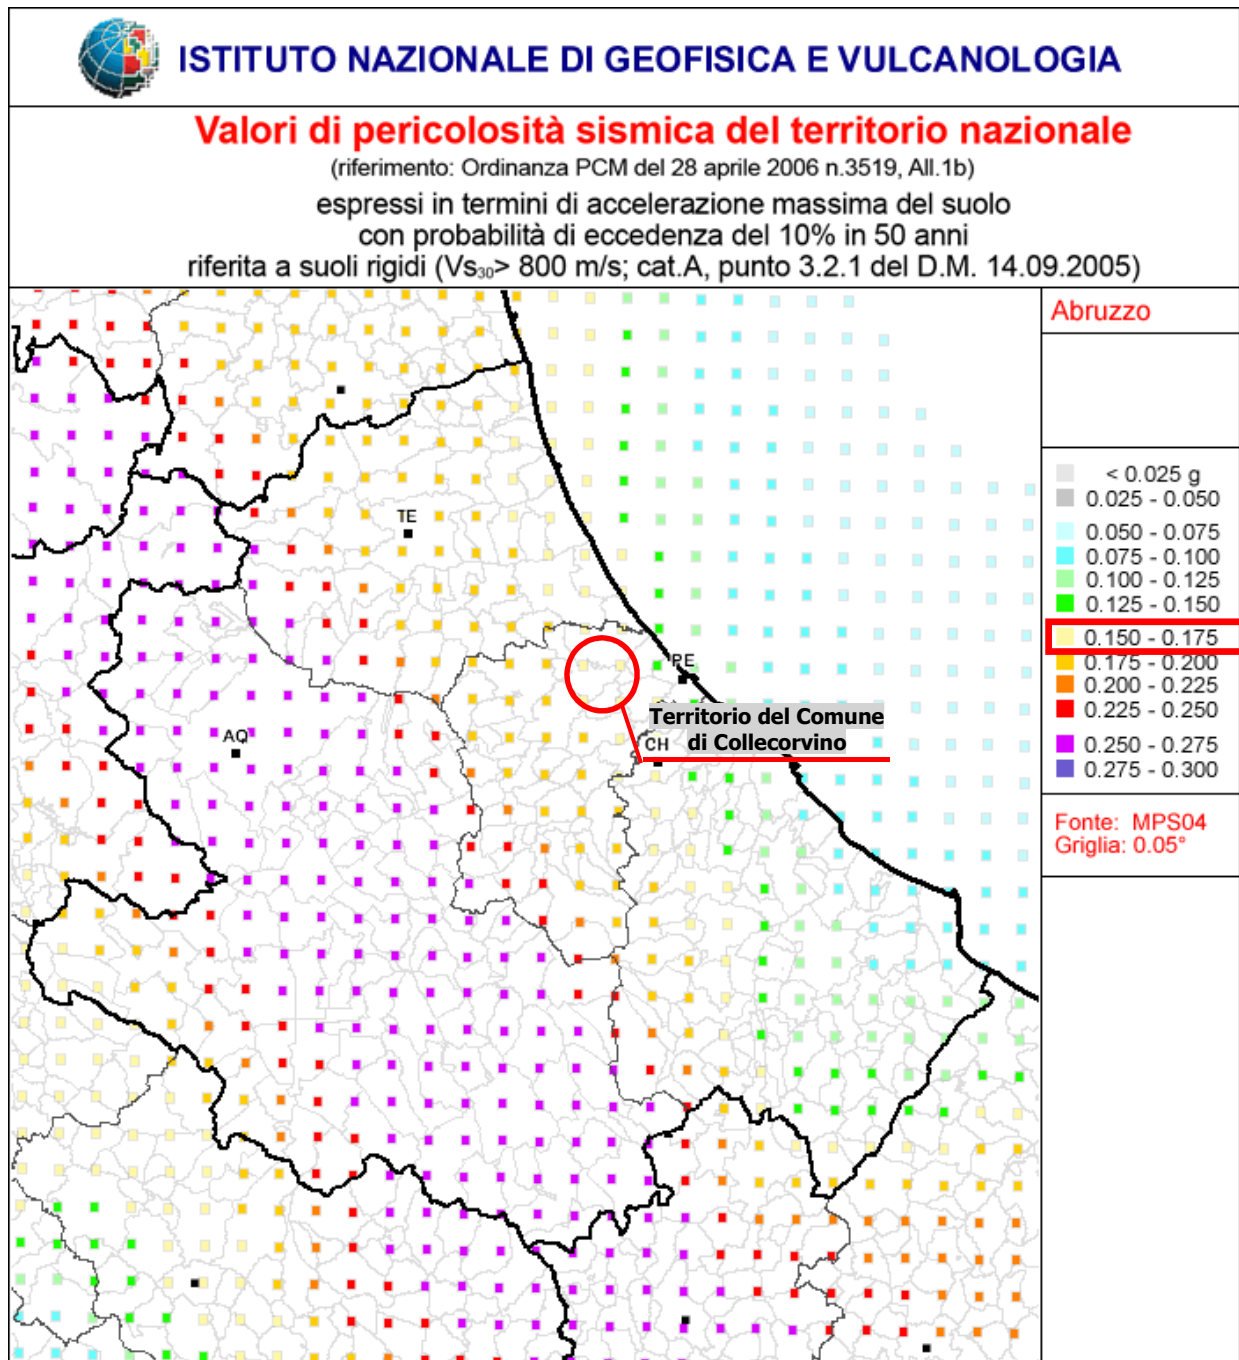 ISTITUTO NAZIONALE DI GEOFISICA E VULCANOLOGIA
Valori di pericolosità sismica del territorio nazionale
(riferimento: Ordinanza PCM del 28 aprile 2006 n.3519, All.1b)
espressi in termini di accelerazione massima del suolo
con probabilità di eccedenza del 10% in 50 anni
riferita a suoli rigidi (Vs30> 800 m/s; cat.A, punto 3.2.1 del D.M. 14.09.2005)
Abruzzo
< 0.025 g
0.025 - 0.050
0.050 - 0.075
0.075 - 0.100
0.100 - 0.125
0.125 - 0.150
0.150 - 0.175
0.175 - 0.200
0.200 - 0.225
0.225 - 0.250
0.250 - 0.275
0.275 - 0.300
Fonte: MPS04
Griglia: 0.05°
TE
PE
AQ
CH
Territorio del Comune
di Collecorvino